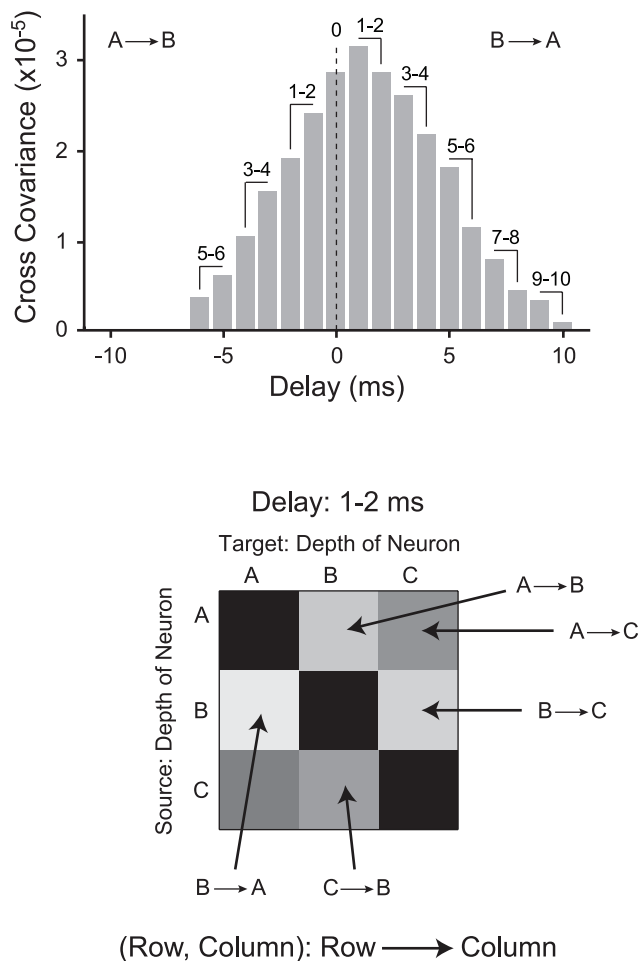 A → B
B → A
Cross Covariance (x10⁻⁵)
3
2
1
0
5-6
3-4
1-2
0
1-2
3-4
5-6
7-8
9-10
-10
-5
0
5
10
Delay (ms)
Delay: 1-2 ms
Target: Depth of Neuron
A B C
Source: Depth of Neuron
A
B
C
A → B
A → C
B → C
B → A
C → B
(Row, Column): Row → Column